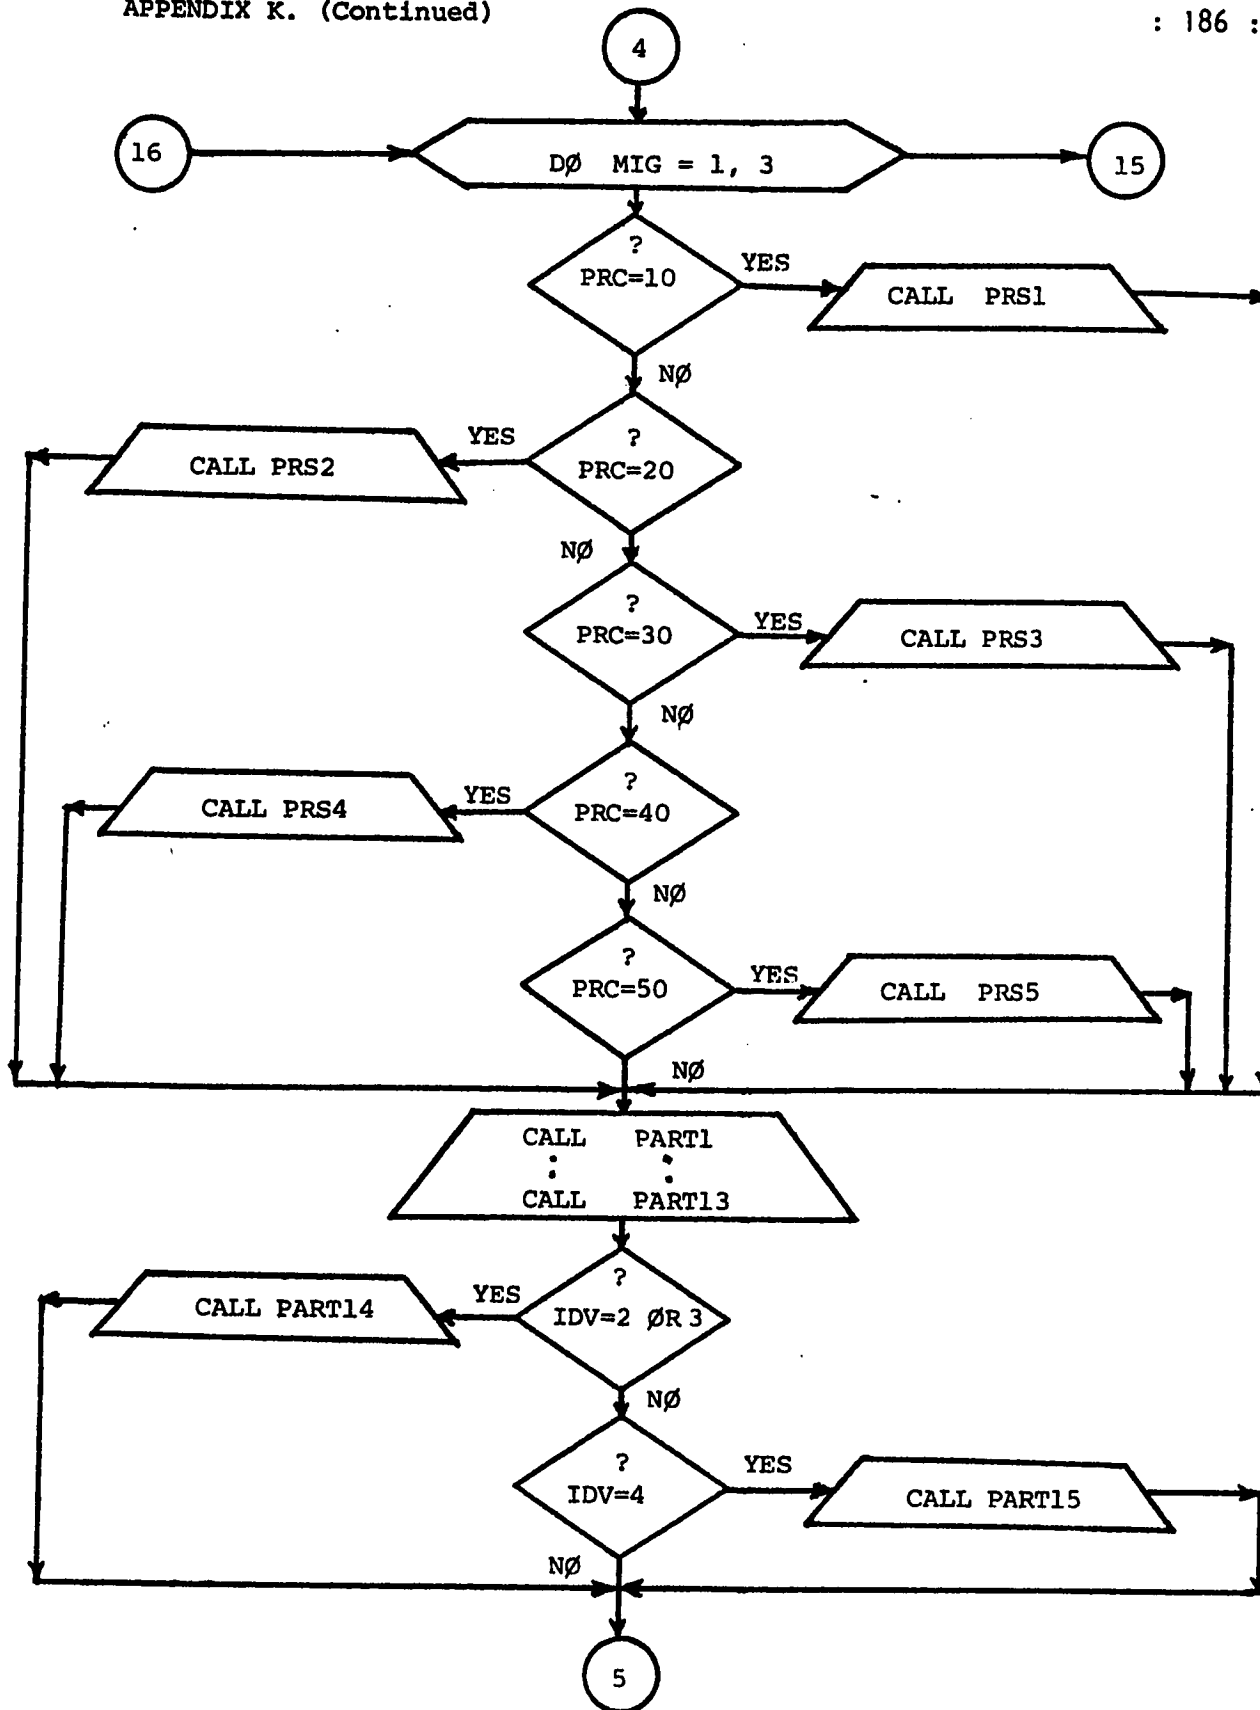 APPENDIX K. (Continued)
: 186 :
4
16
DØ MIG = 1, 3
15
?
PRC=10
YES
CALL PRS1
NØ
?
PRC=20
YES
CALL PRS2
NØ
?
PRC=30
YES
CALL PRS3
NØ
?
PRC=40
YES
CALL PRS4
NØ
?
PRC=50
YES
CALL PRS5
NØ
CALL PART1
: :
CALL PART13
?
IDV=2 ØR 3
YES
CALL PART14
NØ
?
IDV=4
YES
CALL PART15
NØ
5